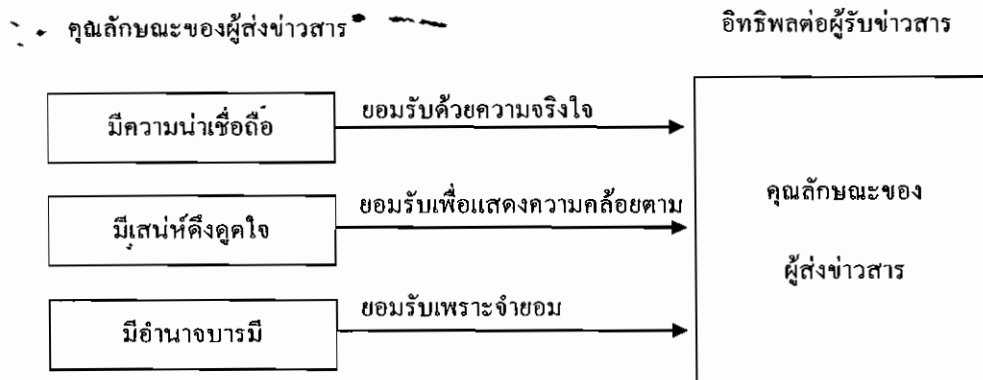 คุณลักษณะของผู้ส่งข่าวสาร
อิทธิพลต่อผู้รับข่าวสาร
มีความน่าเชื่อถือ
ยอมรับด้วยความจริงใจ
มีเสน่ห์ดึงดูดใจ
ยอมรับเพื่อแสดงความคล้อยตาม
มีอำนาจบารมี
ยอมรับเพราะจำยอม
คุณลักษณะของ
ผู้ส่งข่าวสาร